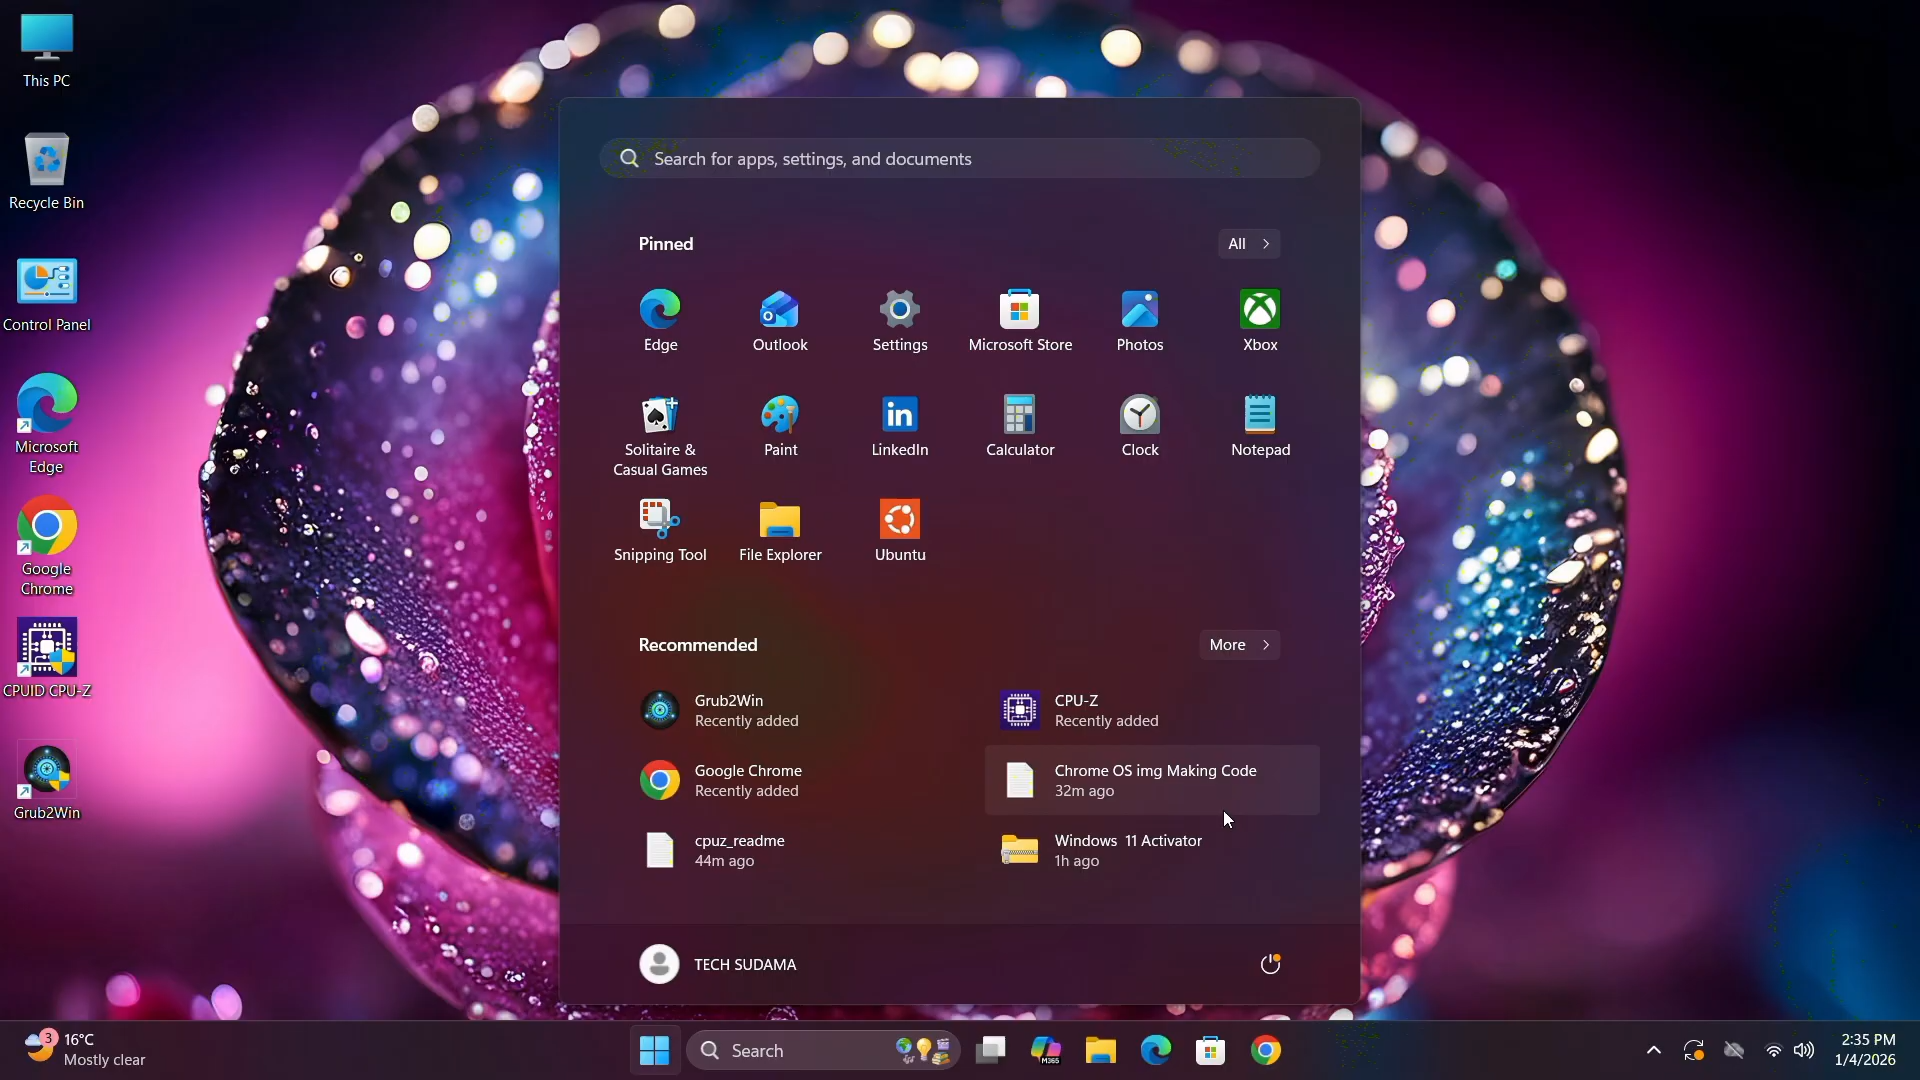 This PC
Recycle Bin
Control Panel
Microsoft
Edge
Google
Chrome
CPUID CPU-Z
Grub2Win
Search for apps, settings, and documents
Pinned
All
Edge
Outlook
Settings
Microsoft Store
Photos
Xbox
Solitaire &
Casual Games
Paint
LinkedIn
Calculator
Clock
Notepad
Snipping Tool
File Explorer
Ubuntu
Recommended
More
Grub2Win
Recently added
CPU-Z
Recently added
Google Chrome
Recently added
Chrome OS img Making Code
32m ago
cpuz_readme
44m ago
Windows 11 Activator
1h ago
TECH SUDAMA
3
16°C
Mostly clear
Search
M365
2:35 PM
1/4/2026